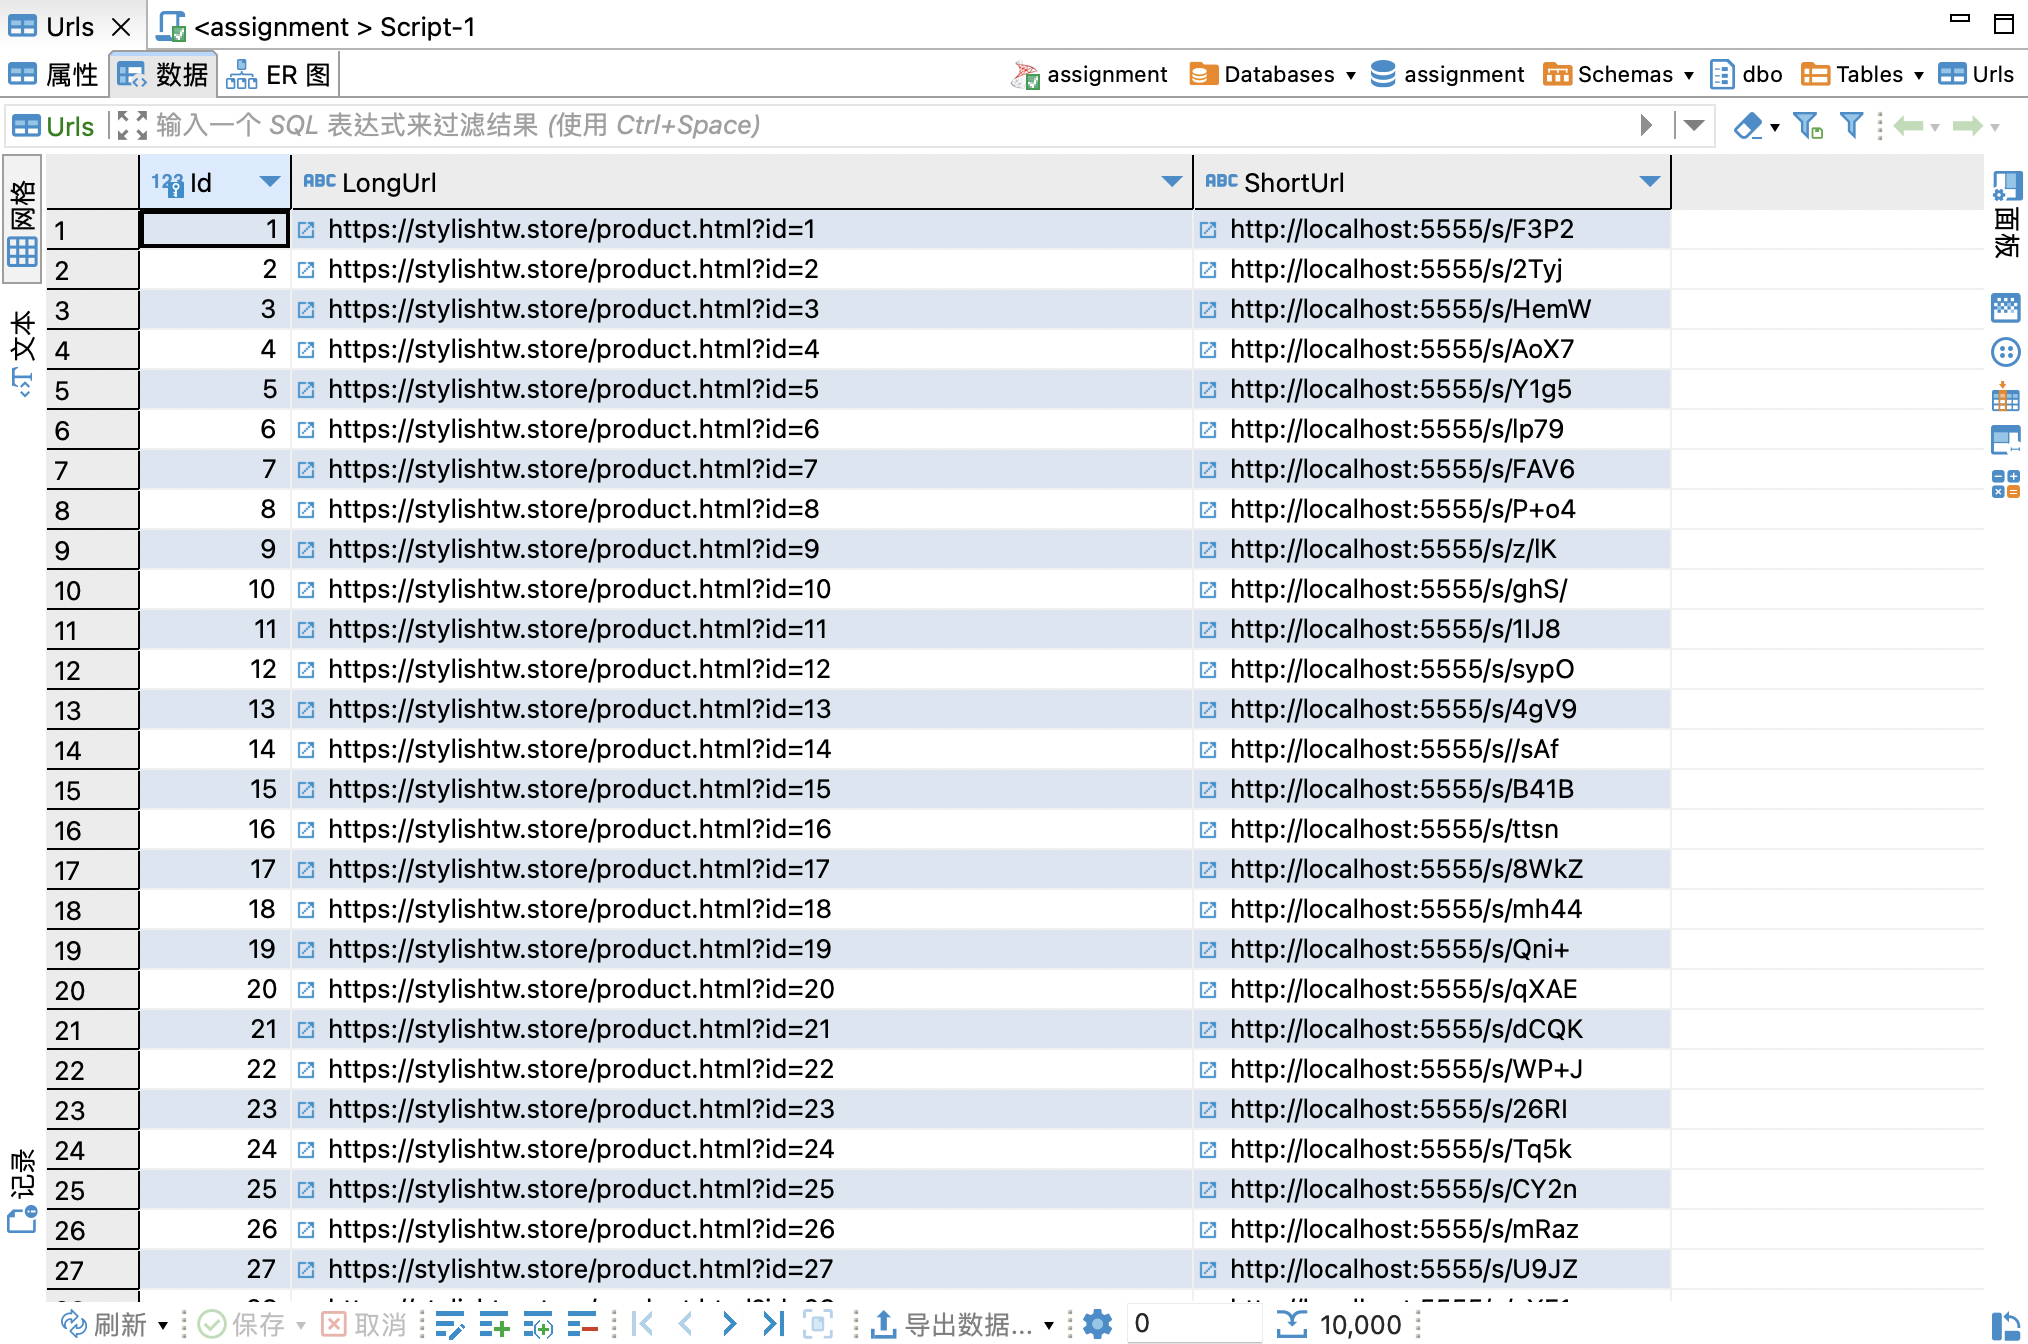 Urls <assignment > Script-1
属性 数据 ER 图 assignment Databases assignment Schemas dbo Tables Urls
Urls 输入一个 SQL 表达式来过滤结果 (使用 Ctrl+Space)
网格
文本
记录
面板
123 Id ABC LongUrl ABC ShortUrl
1 1 https://stylishtw.store/product.html?id=1 http://localhost:5555/s/F3P2
2 2 https://stylishtw.store/product.html?id=2 http://localhost:5555/s/2Tyj
3 3 https://stylishtw.store/product.html?id=3 http://localhost:5555/s/HemW
4 4 https://stylishtw.store/product.html?id=4 http://localhost:5555/s/AoX7
5 5 https://stylishtw.store/product.html?id=5 http://localhost:5555/s/Y1g5
6 6 https://stylishtw.store/product.html?id=6 http://localhost:5555/s/lp79
7 7 https://stylishtw.store/product.html?id=7 http://localhost:5555/s/FAV6
8 8 https://stylishtw.store/product.html?id=8 http://localhost:5555/s/P+o4
9 9 https://stylishtw.store/product.html?id=9 http://localhost:5555/s/z/lK
10 10 https://stylishtw.store/product.html?id=10 http://localhost:5555/s/ghS/
11 11 https://stylishtw.store/product.html?id=11 http://localhost:5555/s/1IJ8
12 12 https://stylishtw.store/product.html?id=12 http://localhost:5555/s/sypO
13 13 https://stylishtw.store/product.html?id=13 http://localhost:5555/s/4gV9
14 14 https://stylishtw.store/product.html?id=14 http://localhost:5555/s//sAf
15 15 https://stylishtw.store/product.html?id=15 http://localhost:5555/s/B41B
16 16 https://stylishtw.store/product.html?id=16 http://localhost:5555/s/ttsn
17 17 https://stylishtw.store/product.html?id=17 http://localhost:5555/s/8WkZ
18 18 https://stylishtw.store/product.html?id=18 http://localhost:5555/s/mh44
19 19 https://stylishtw.store/product.html?id=19 http://localhost:5555/s/Qni+
20 20 https://stylishtw.store/product.html?id=20 http://localhost:5555/s/qXAE
21 21 https://stylishtw.store/product.html?id=21 http://localhost:5555/s/dCQK
22 22 https://stylishtw.store/product.html?id=22 http://localhost:5555/s/WP+J
23 23 https://stylishtw.store/product.html?id=23 http://localhost:5555/s/26RI
24 24 https://stylishtw.store/product.html?id=24 http://localhost:5555/s/Tq5k
25 25 https://stylishtw.store/product.html?id=25 http://localhost:5555/s/CY2n
26 26 https://stylishtw.store/product.html?id=26 http://localhost:5555/s/mRaz
27 27 https://stylishtw.store/product.html?id=27 http://localhost:5555/s/U9JZ
刷新 保存 取消 导出数据... 0 10,000